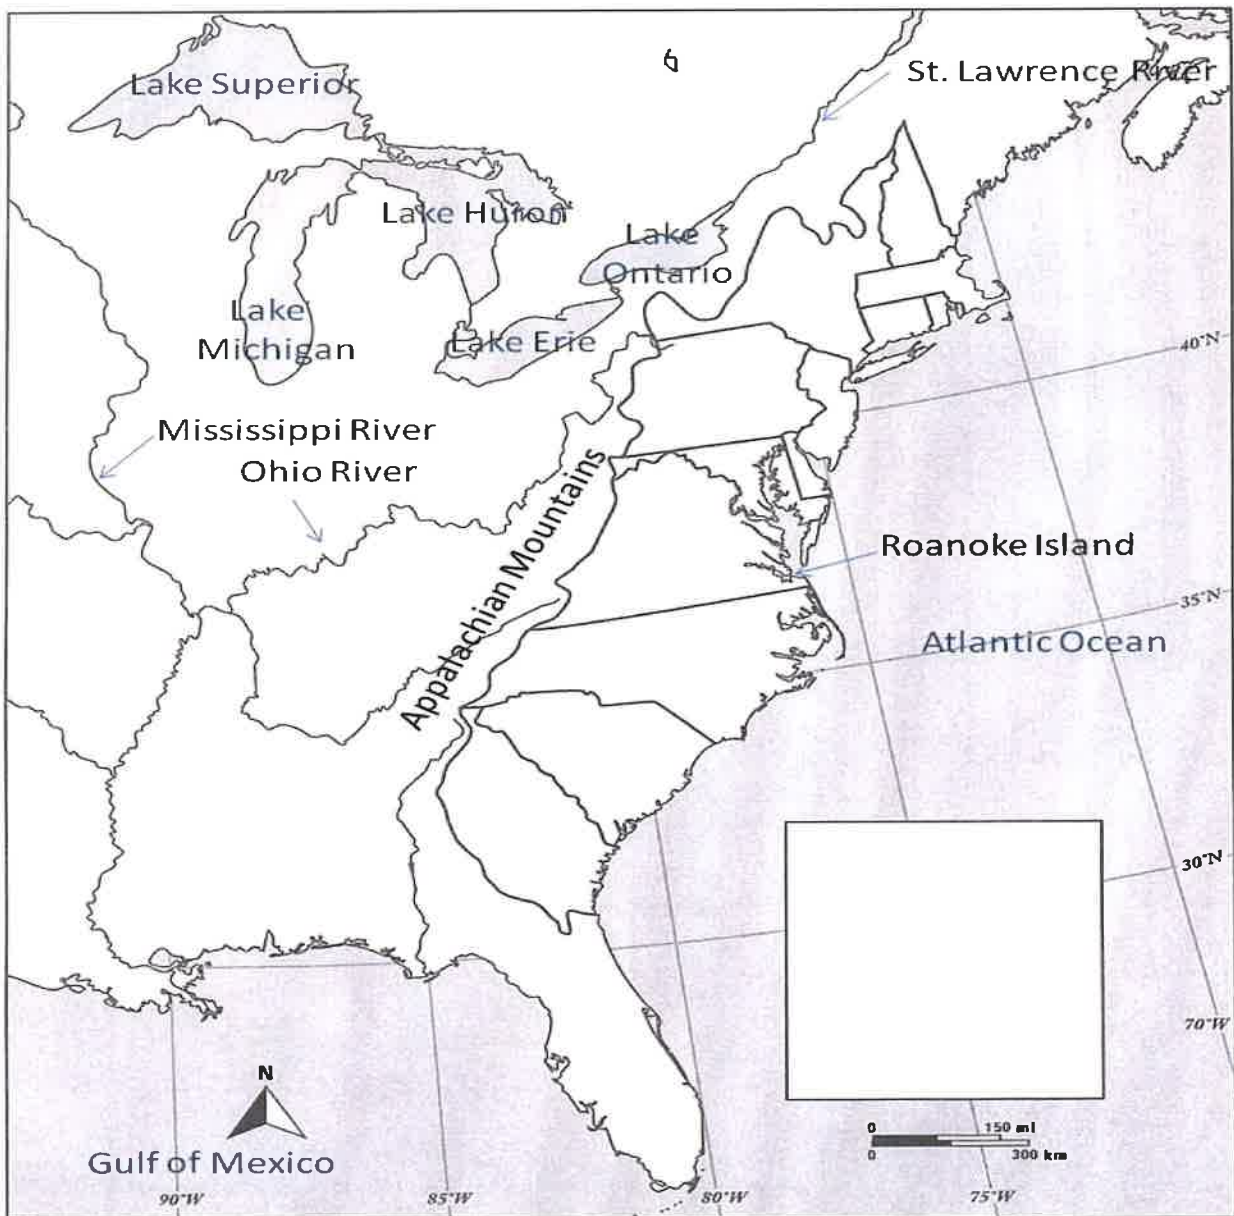 St. Lawrence River
Lake Superior
Lake Huron
Lake
Ontario
Lake
Michigan
Lake Erie
40°N
Mississippi River
Ohio River
Appalachian Mountains
Roanoke Island
35°N
Atlantic Ocean
30°N
70°W
N
0 150 mi
0 300 km
Gulf of Mexico
90°W 85°W 80°W 75°W